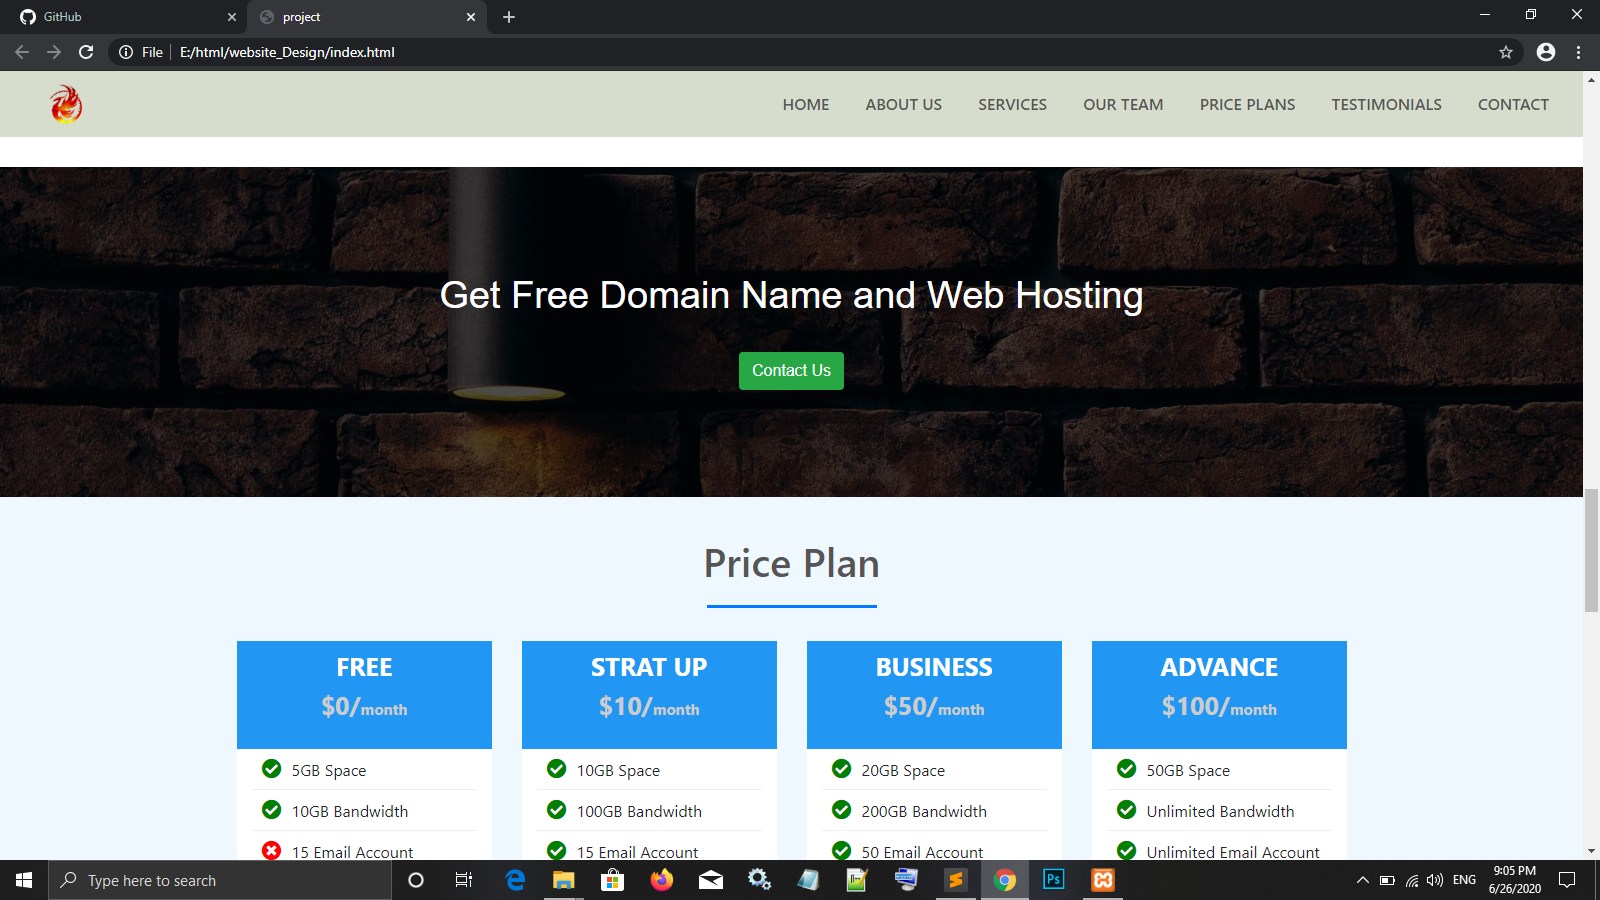 GitHub
project
File
E:/html/website_Design/index.html
HOME ABOUT US SERVICES OUR TEAM PRICE PLANS TESTIMONIALS CONTACT
Get Free Domain Name and Web Hosting
Contact Us
Price Plan
FREE
$0/month
5GB Space
10GB Bandwidth
15 Email Account
STRAT UP
$10/month
10GB Space
100GB Bandwidth
15 Email Account
BUSINESS
$50/month
20GB Space
200GB Bandwidth
50 Email Account
ADVANCE
$100/month
50GB Space
Unlimited Bandwidth
Unlimited Email Account
Type here to search
Ps
ENG
9:05 PM
6/26/2020